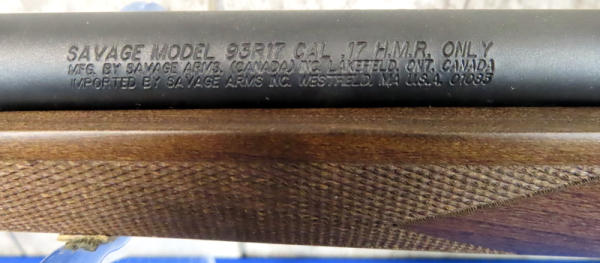 SAVAGE MODEL 93R17 CAL .17 H.M.R. ONLY
MFG. BY SAVAGE ARMS. (CANADA) INC. LAKEFIELD, ONT. CANADA
IMPORTED BY SAVAGE ARMS INC. WESTFIELD, MA U.S.A. 01085